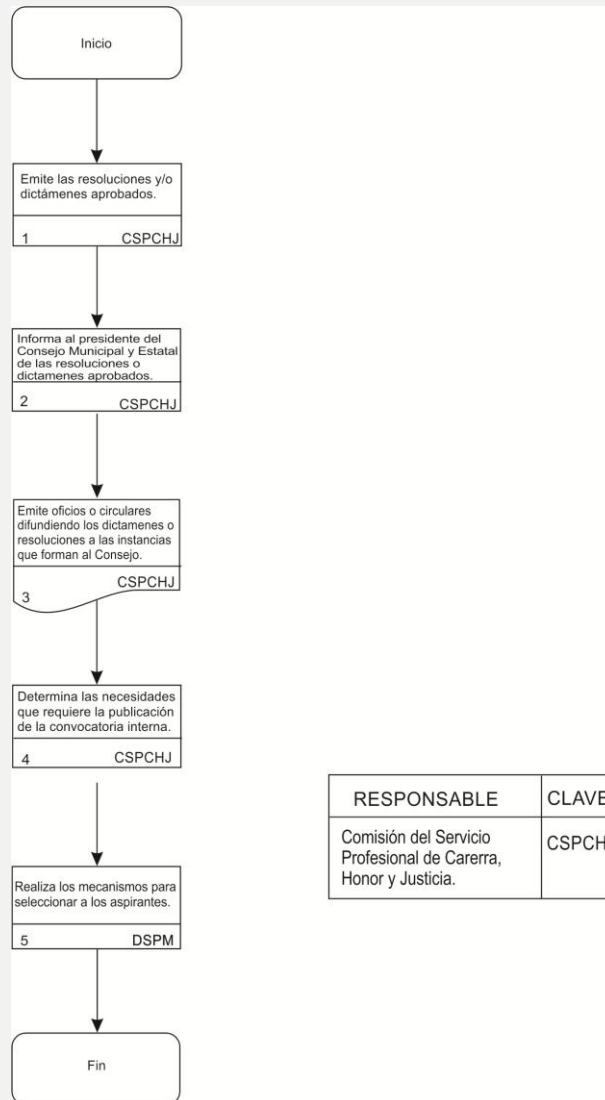 Inicio
Emite las resoluciones y/o
dictámenes aprobados.
1 CSPCHJ
Informa al presidente del
Consejo Municipal y Estatal
de las resoluciones o
dictamenes aprobados.
2 CSPCHJ
Emite oficios o circulares
difundiendo los dictamenes o
resoluciones a las instancias
que forman al Consejo.
CSPCHJ
3
Determina las necesidades
que requiere la publicación
de la convocatoria interna.
4 CSPCHJ
Realiza los mecanismos para
seleccionar a los aspirantes.
5 DSPM
Fin
RESPONSABLE CLAVE
Comisión del Servicio
Profesional de Carerra,
Honor y Justicia.
CSPCH